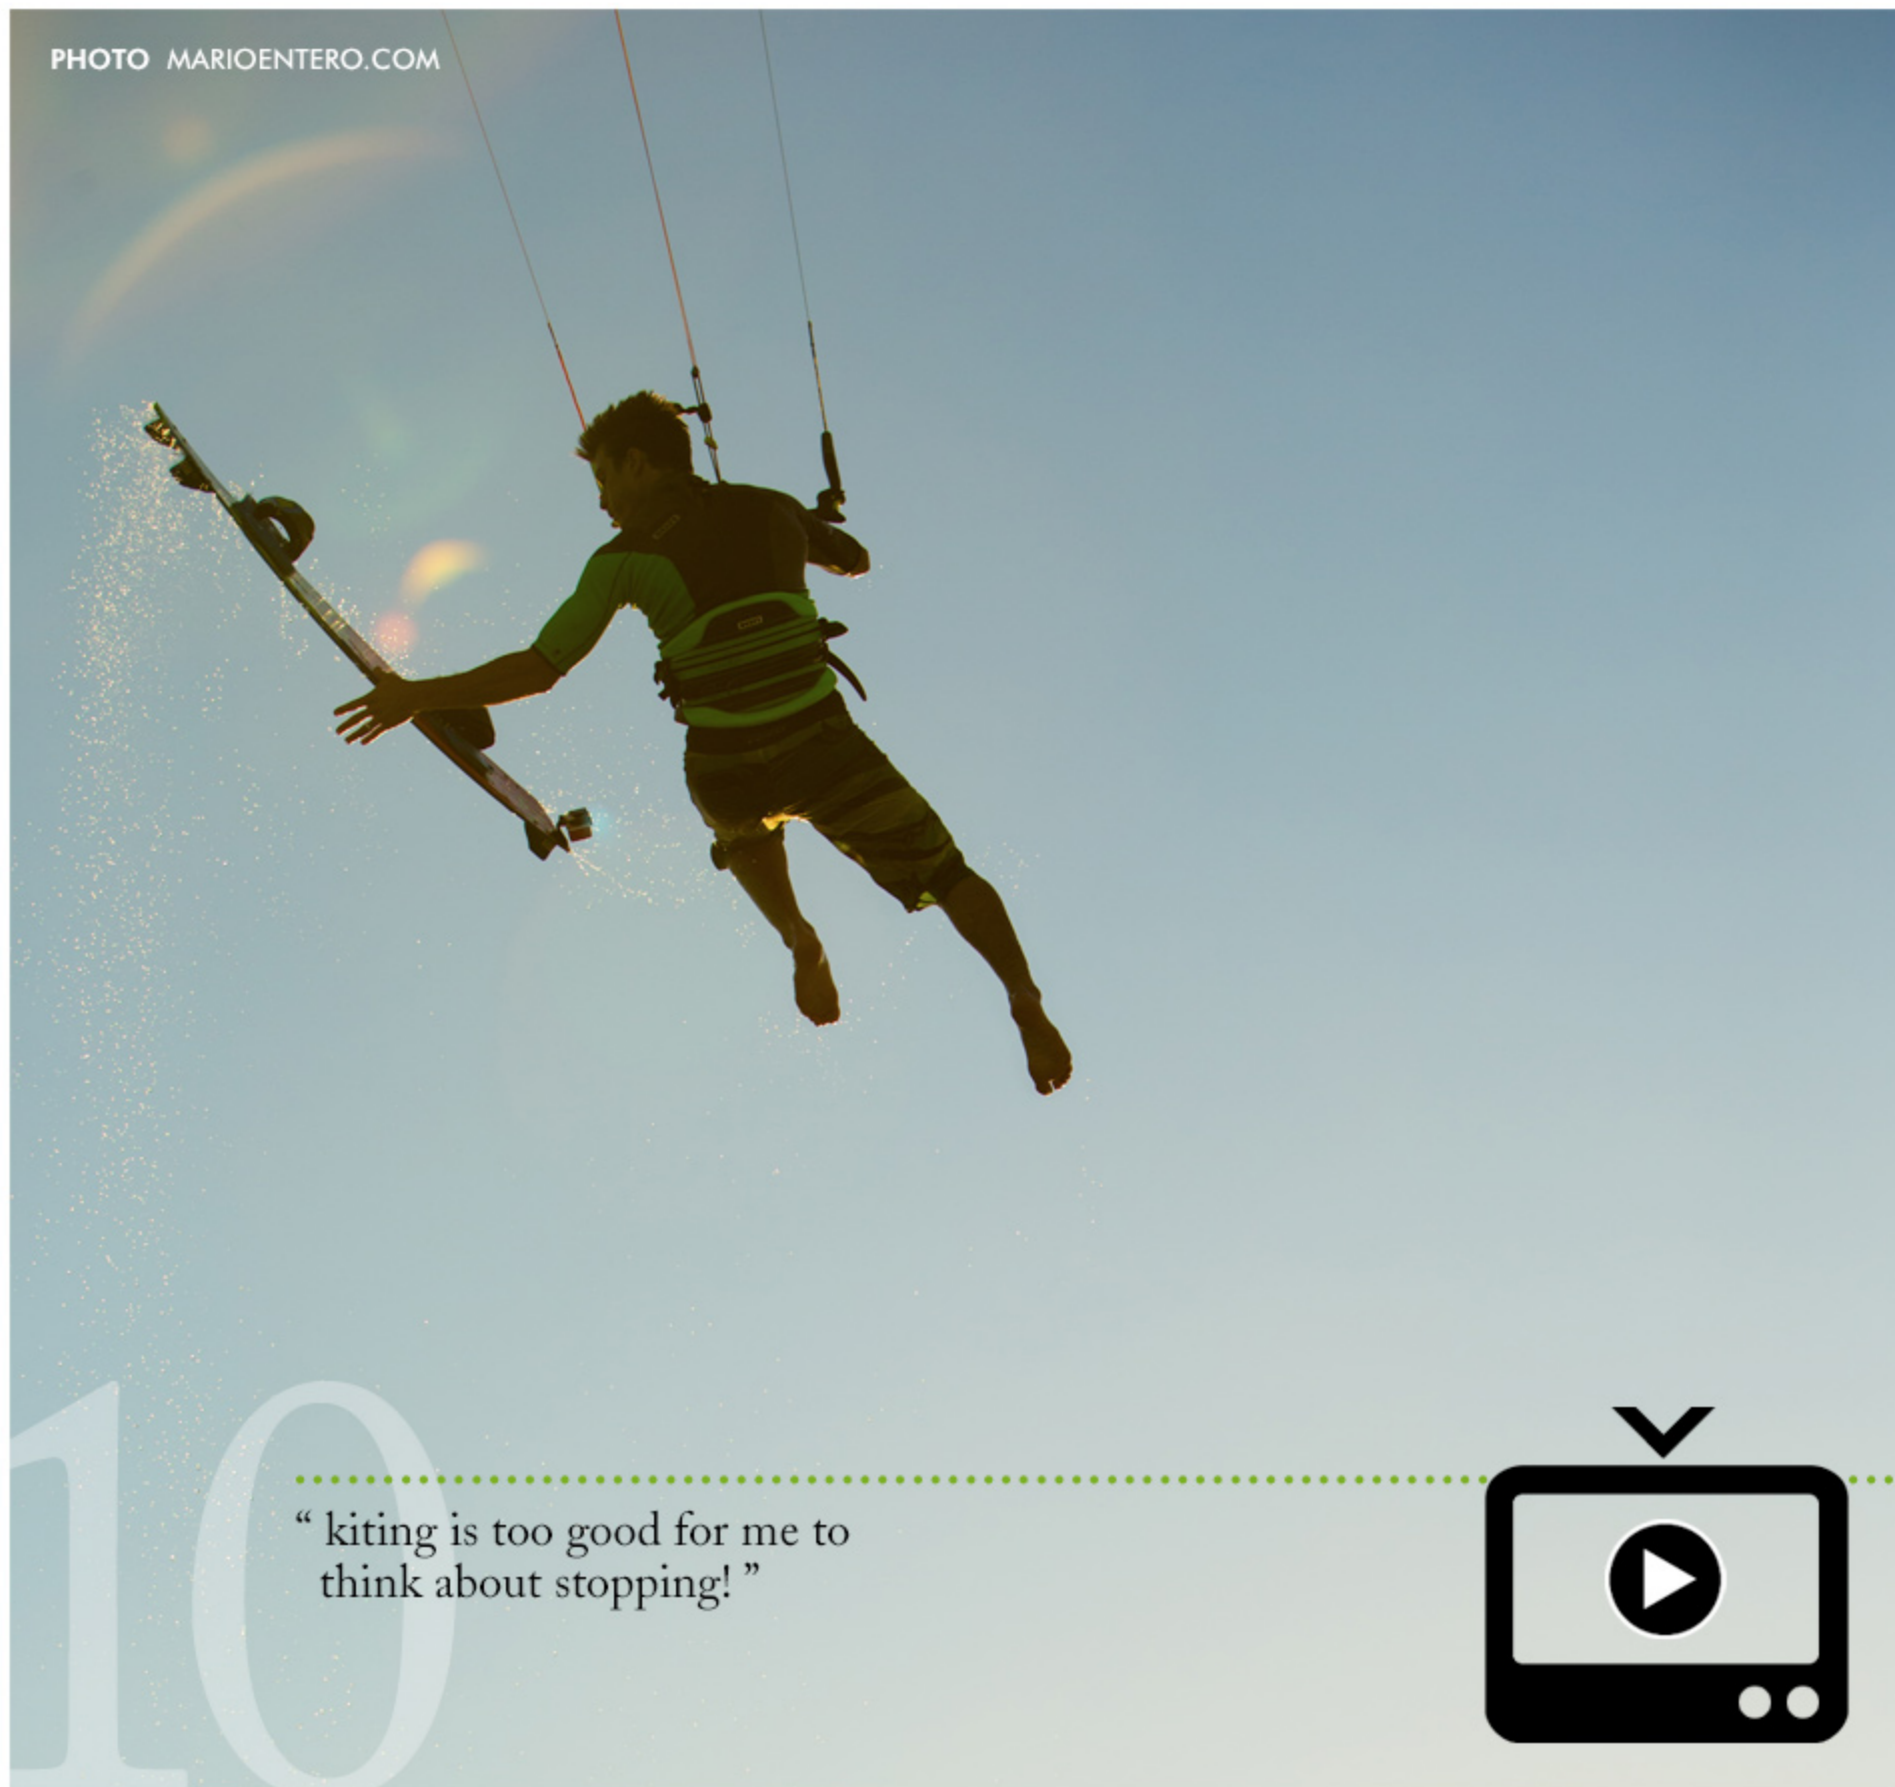 PHOTO MARIOENTERO.COM
10
“ kiting is too good for me to
think about stopping! ”